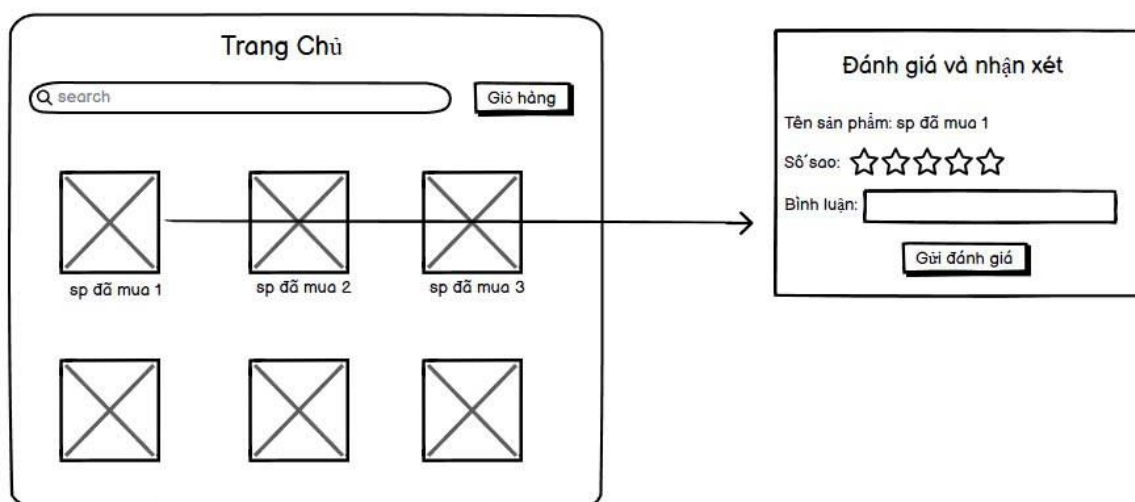 Trang Chủ
search
Giỏ hàng
sp đã mua 1
sp đã mua 2
sp đã mua 3
Đánh giá và nhận xét
Tên sản phẩm: sp đã mua 1
Số sao:
Bình luận:
Gửi đánh giá